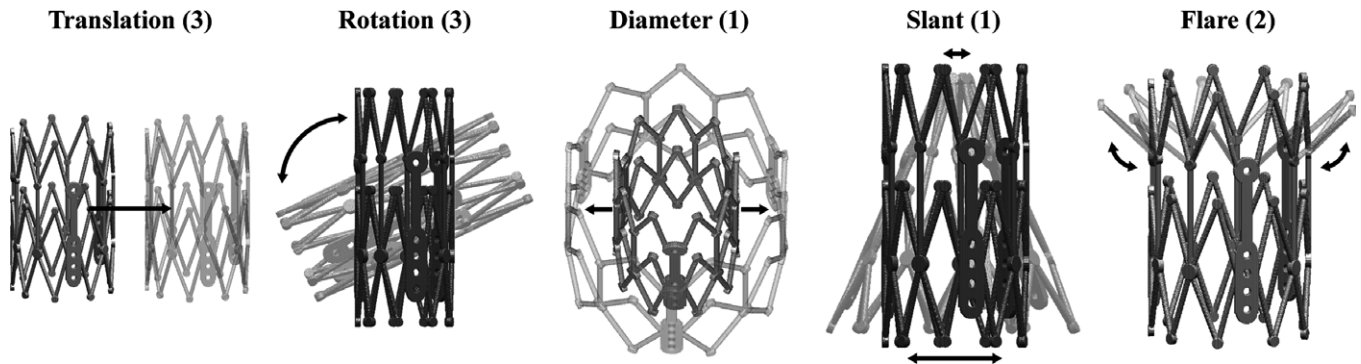 Translation (3)
Rotation (3)
Diameter (1)
Slant (1)
Flare (2)